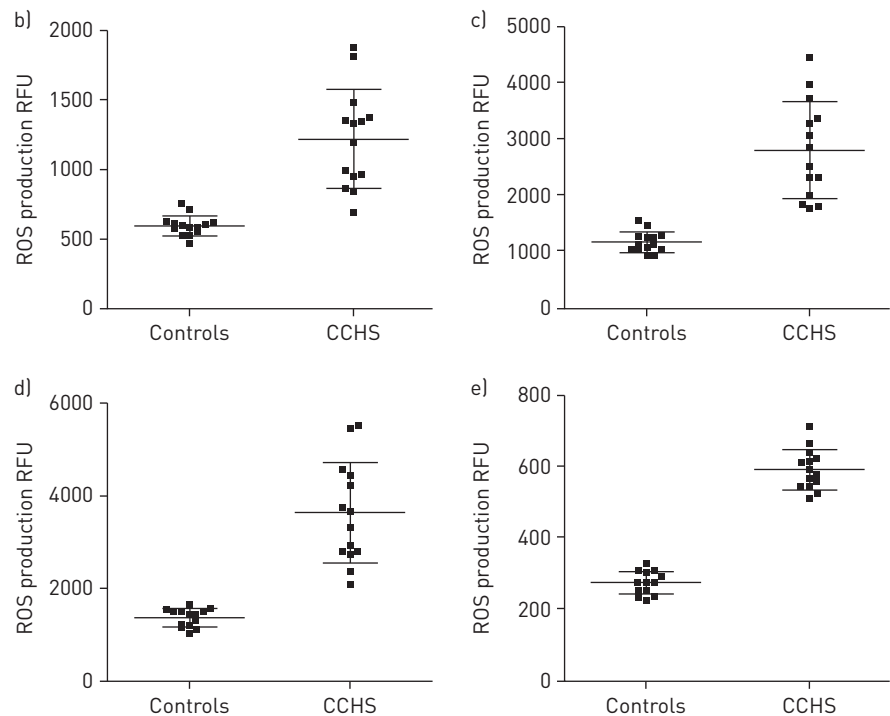 b)
2000
1500
1000
500
0
ROS production RFU
Controls CCHS
c)
5000
4000
3000
2000
1000
0
ROS production RFU
Controls CCHS
d)
6000
4000
2000
0
ROS production RFU
Controls CCHS
e)
800
600
400
200
0
ROS production RFU
Controls CCHS